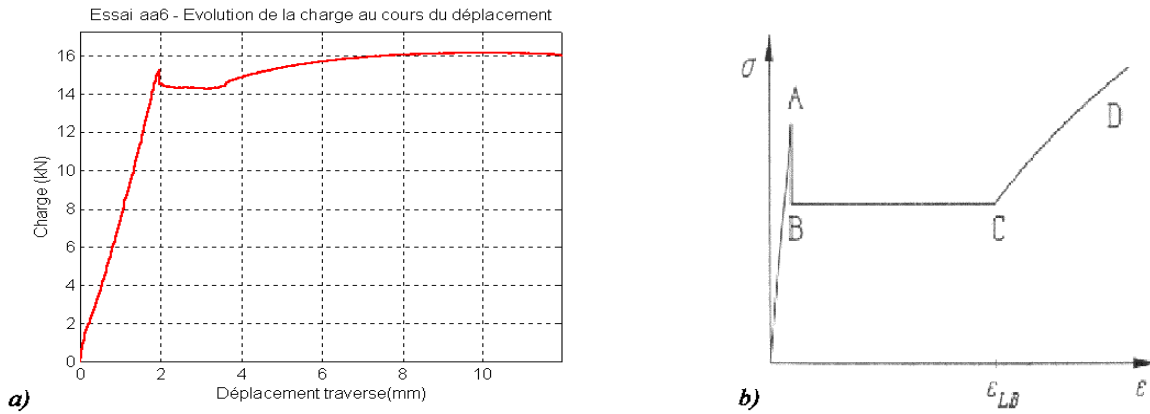 Essai aa6 - Evolution de la charge au cours du déplacement
16
14
12
10
8
6
4
2
0
Charge (kN)
0 2 4 6 8 10
Déplacement traverse(mm)
a)
σ
A
B
C
D
ε_LB
ε
b)